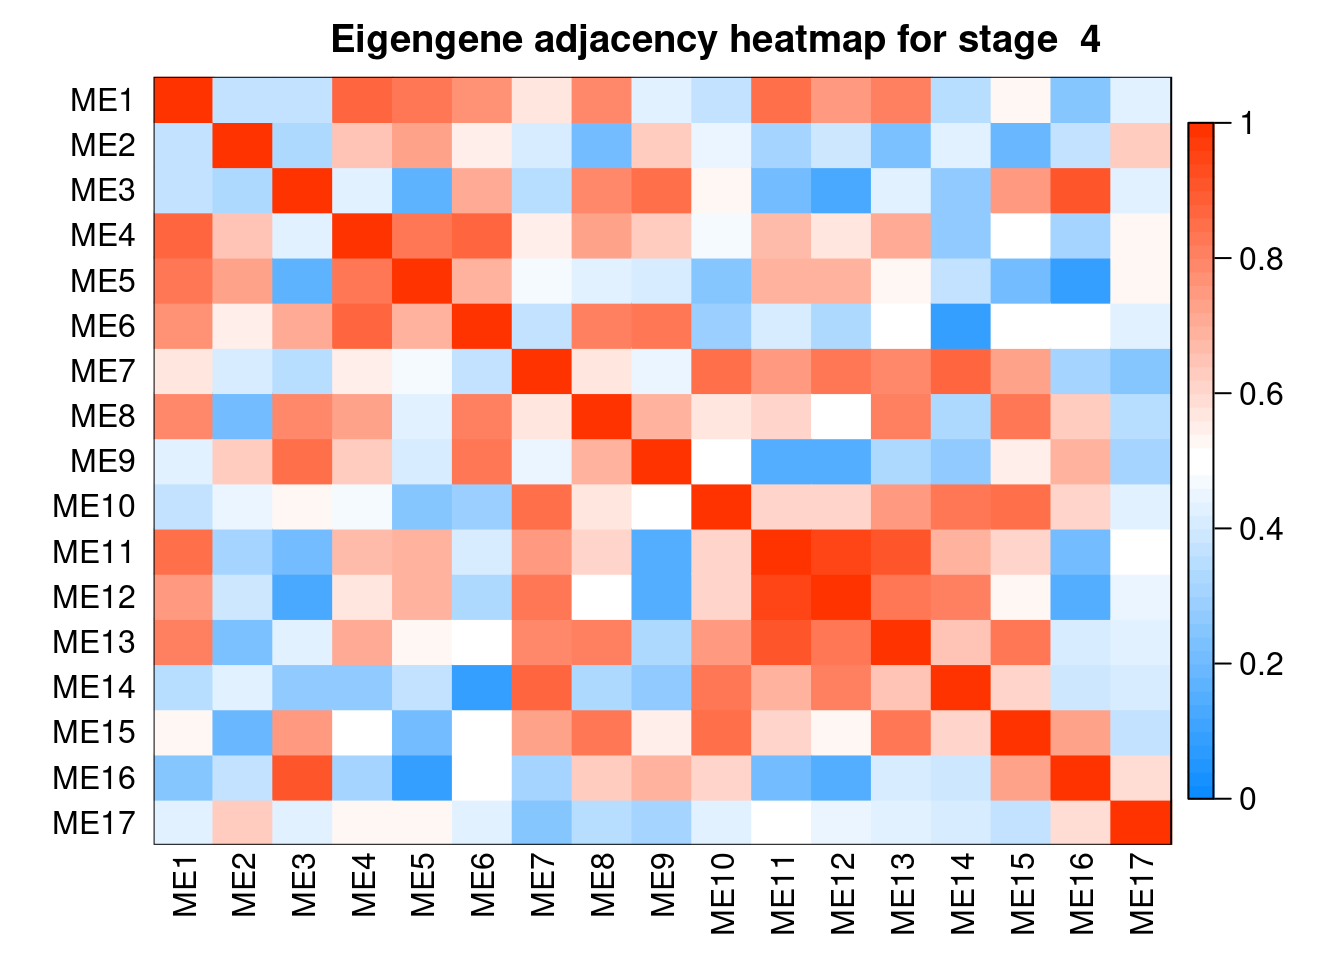 Eigengene adjacency heatmap for stage  4
ME1
ME2
ME3
ME4
ME5
ME6
ME7
ME8
ME9
ME10
ME11
ME12
ME13
ME14
ME15
ME16
ME17
1
0.8
0.6
0.4
0.2
0
ME1 ME2 ME3 ME4 ME5 ME6 ME7 ME8 ME9 ME10 ME11 ME12 ME13 ME14 ME15 ME16 ME17